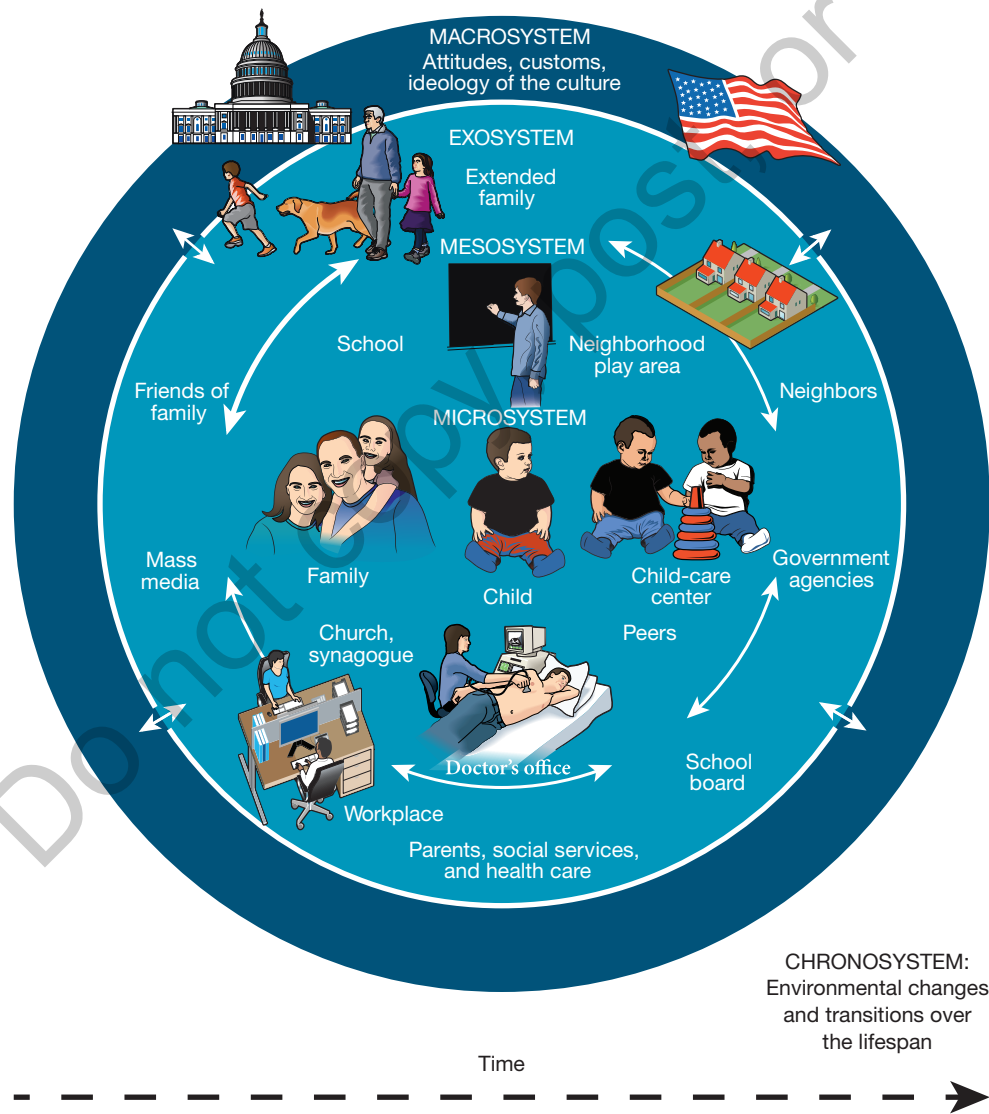 MACROSYSTEM
Attitudes, customs,
ideology of the culture
EXOSYSTEM
Extended
family
MESOSYSTEM
School
Neighborhood
play area
Friends of
family
Neighbors
MICROSYSTEM
Mass
media
Family
Child
Child-care
center
Government
agencies
Church,
synagogue
Peers
Doctor's office
School
board
Workplace
Parents, social services,
and health care
CHRONOSYSTEM:
Environmental changes
and transitions over
the lifespan
Time
Do not copy, post, or